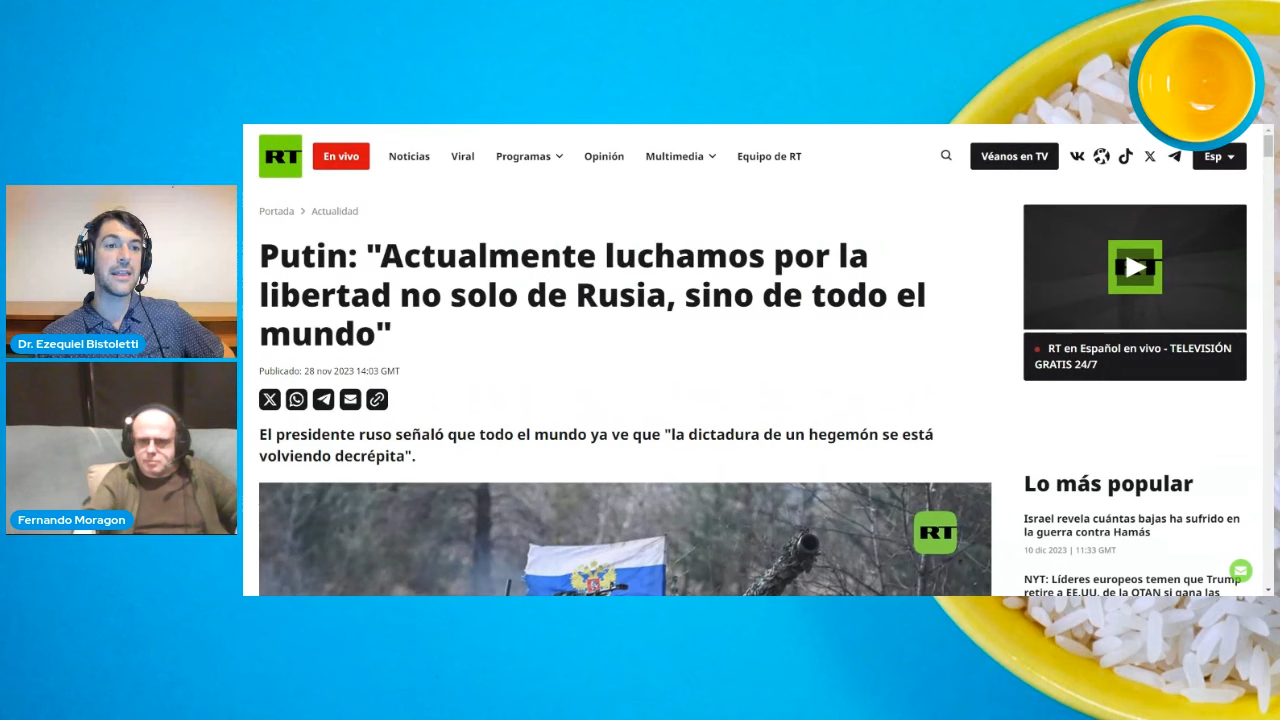 RT
En vivo
Noticias
Viral
Programas
Opinión
Multimedia
Equipo de RT
Véanos en TV
Esp
Portada > Actualidad
Putin: "Actualmente luchamos por la
libertad no solo de Rusia, sino de todo el
mundo"
Publicado: 28 nov 2023 14:03 GMT
El presidente ruso señaló que todo el mundo ya ve que "la dictadura de un hegemón se está
volviendo decrépita".
RT
RT en Español en vivo - TELEVISIÓN
GRATIS 24/7
Lo más popular
Israel revela cuántas bajas ha sufrido en
la guerra contra Hamás
10 dic 2023 | 11:33 GMT
NYT: Líderes europeos temen que Trump
retire a EE.UU. de la OTAN si gana las
Dr. Ezequiel Bistoletti
Fernando Moragon